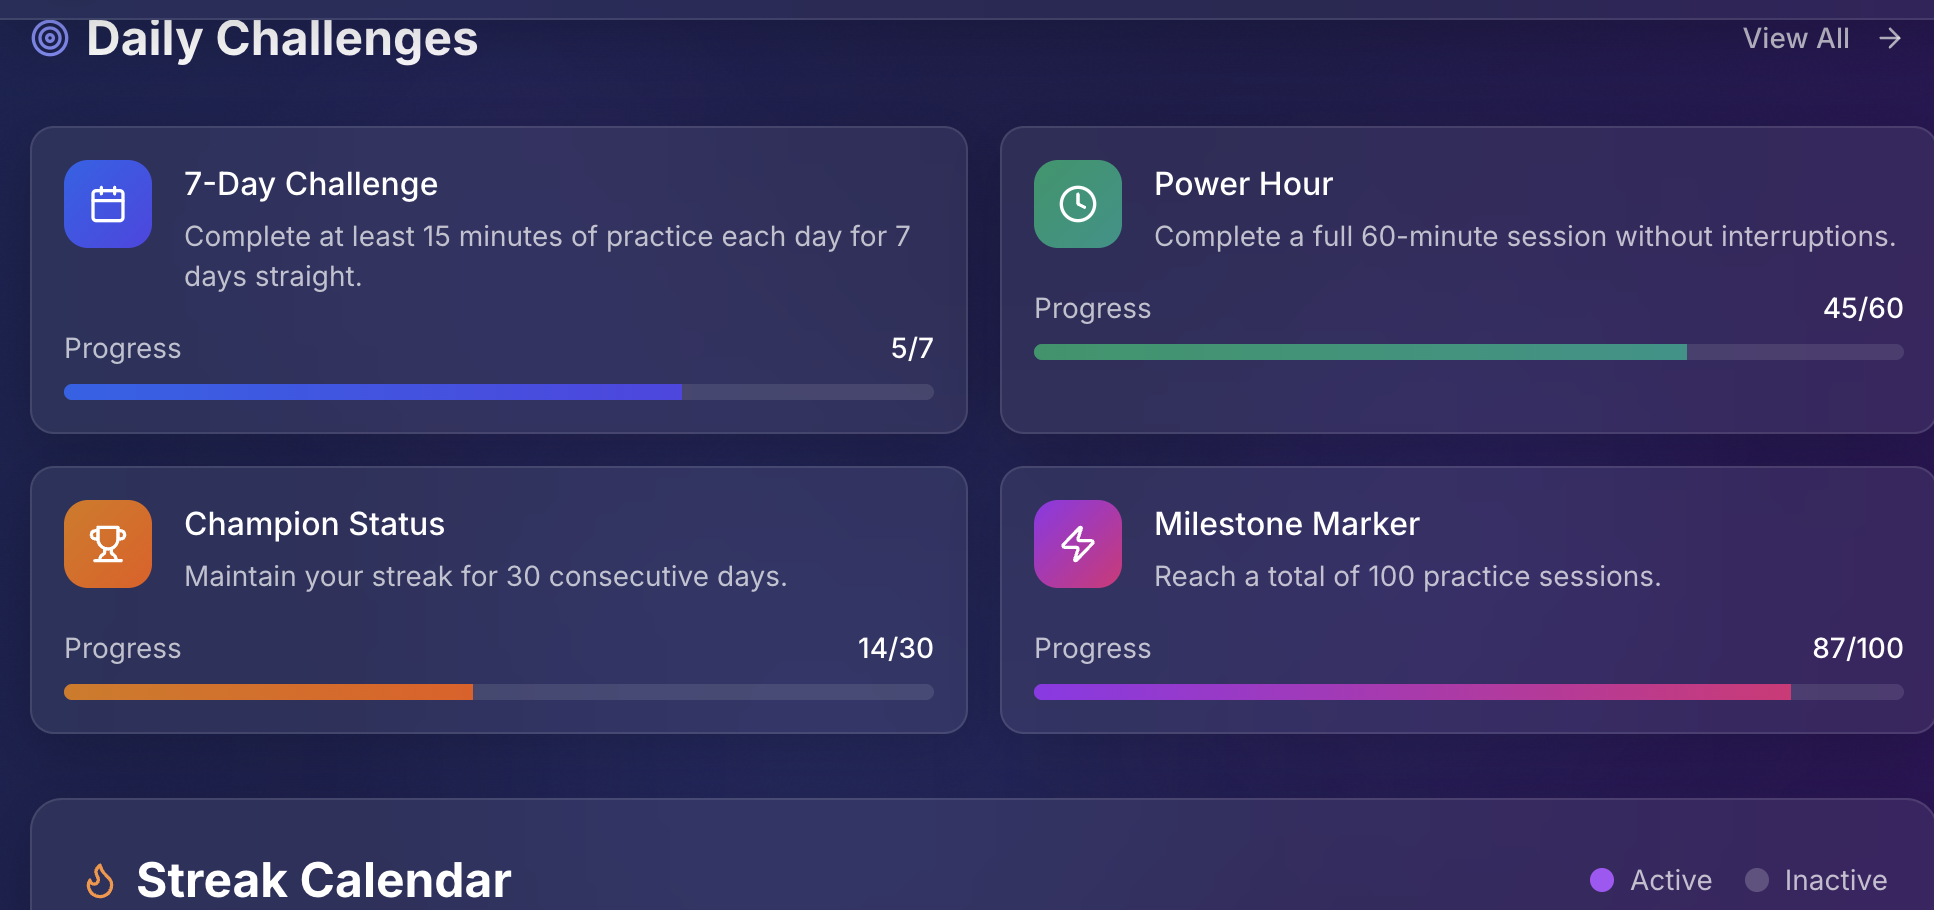 Daily Challenges
View All
7-Day Challenge
Complete at least 15 minutes of practice each day for 7
days straight.
Progress
5/7
Power Hour
Complete a full 60-minute session without interruptions.
Progress
45/60
Champion Status
Maintain your streak for 30 consecutive days.
Progress
14/30
Milestone Marker
Reach a total of 100 practice sessions.
Progress
87/100
Streak Calendar
Active
Inactive